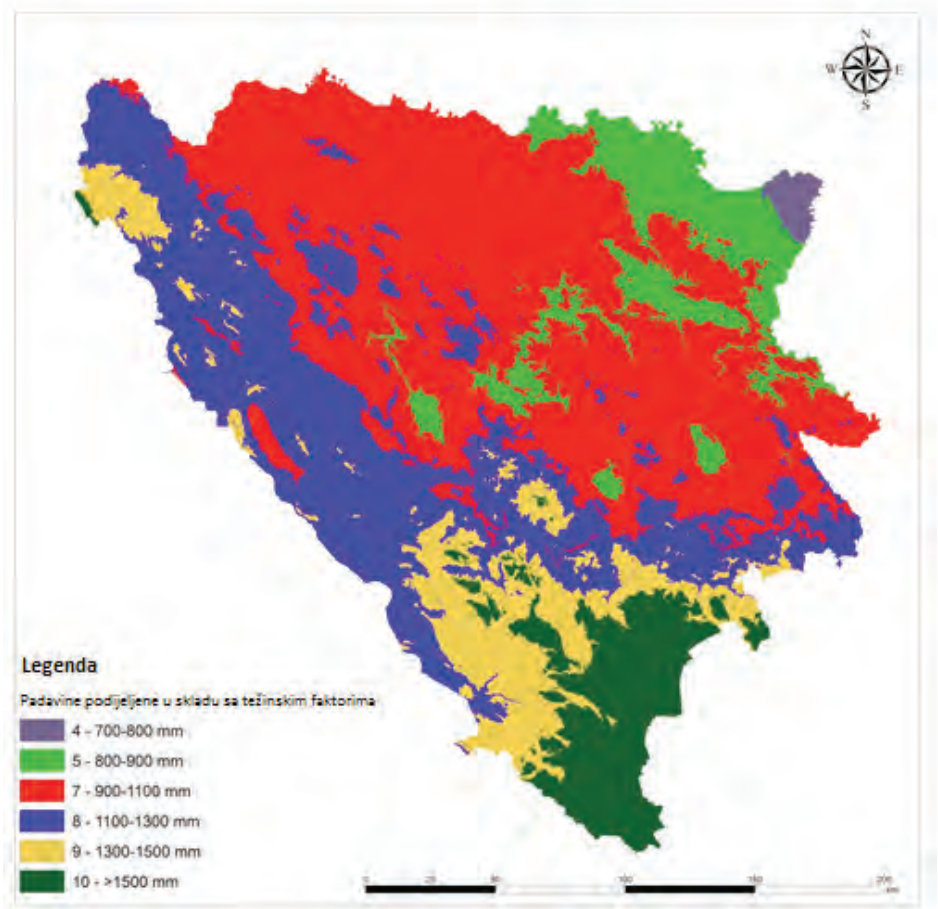 N
W E
S
Legenda
Padavine podijeljene u skladu sa težinskim faktorima
4 - 700-800 mm
5 - 800-900 mm
7 - 900-1100 mm
8 - 1100-1300 mm
9 - 1300-1500 mm
10 - >1500 mm
0 25 50 100 150 200